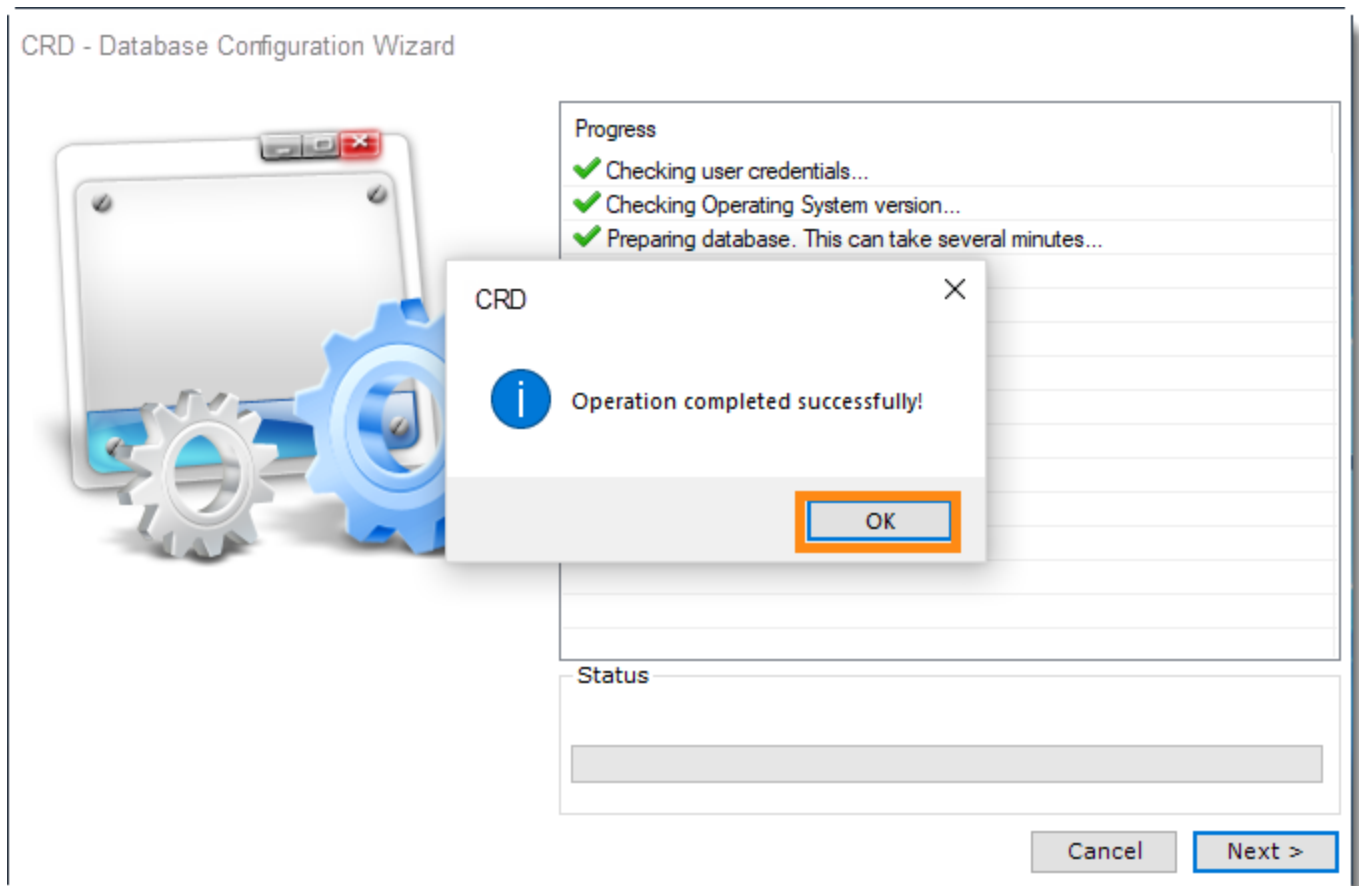 CRD - Database Configuration Wizard
Progress
Checking user credentials...
Checking Operating System version...
Preparing database. This can take several minutes...
CRD
Operation completed successfully!
OK
Status
Cancel
Next >